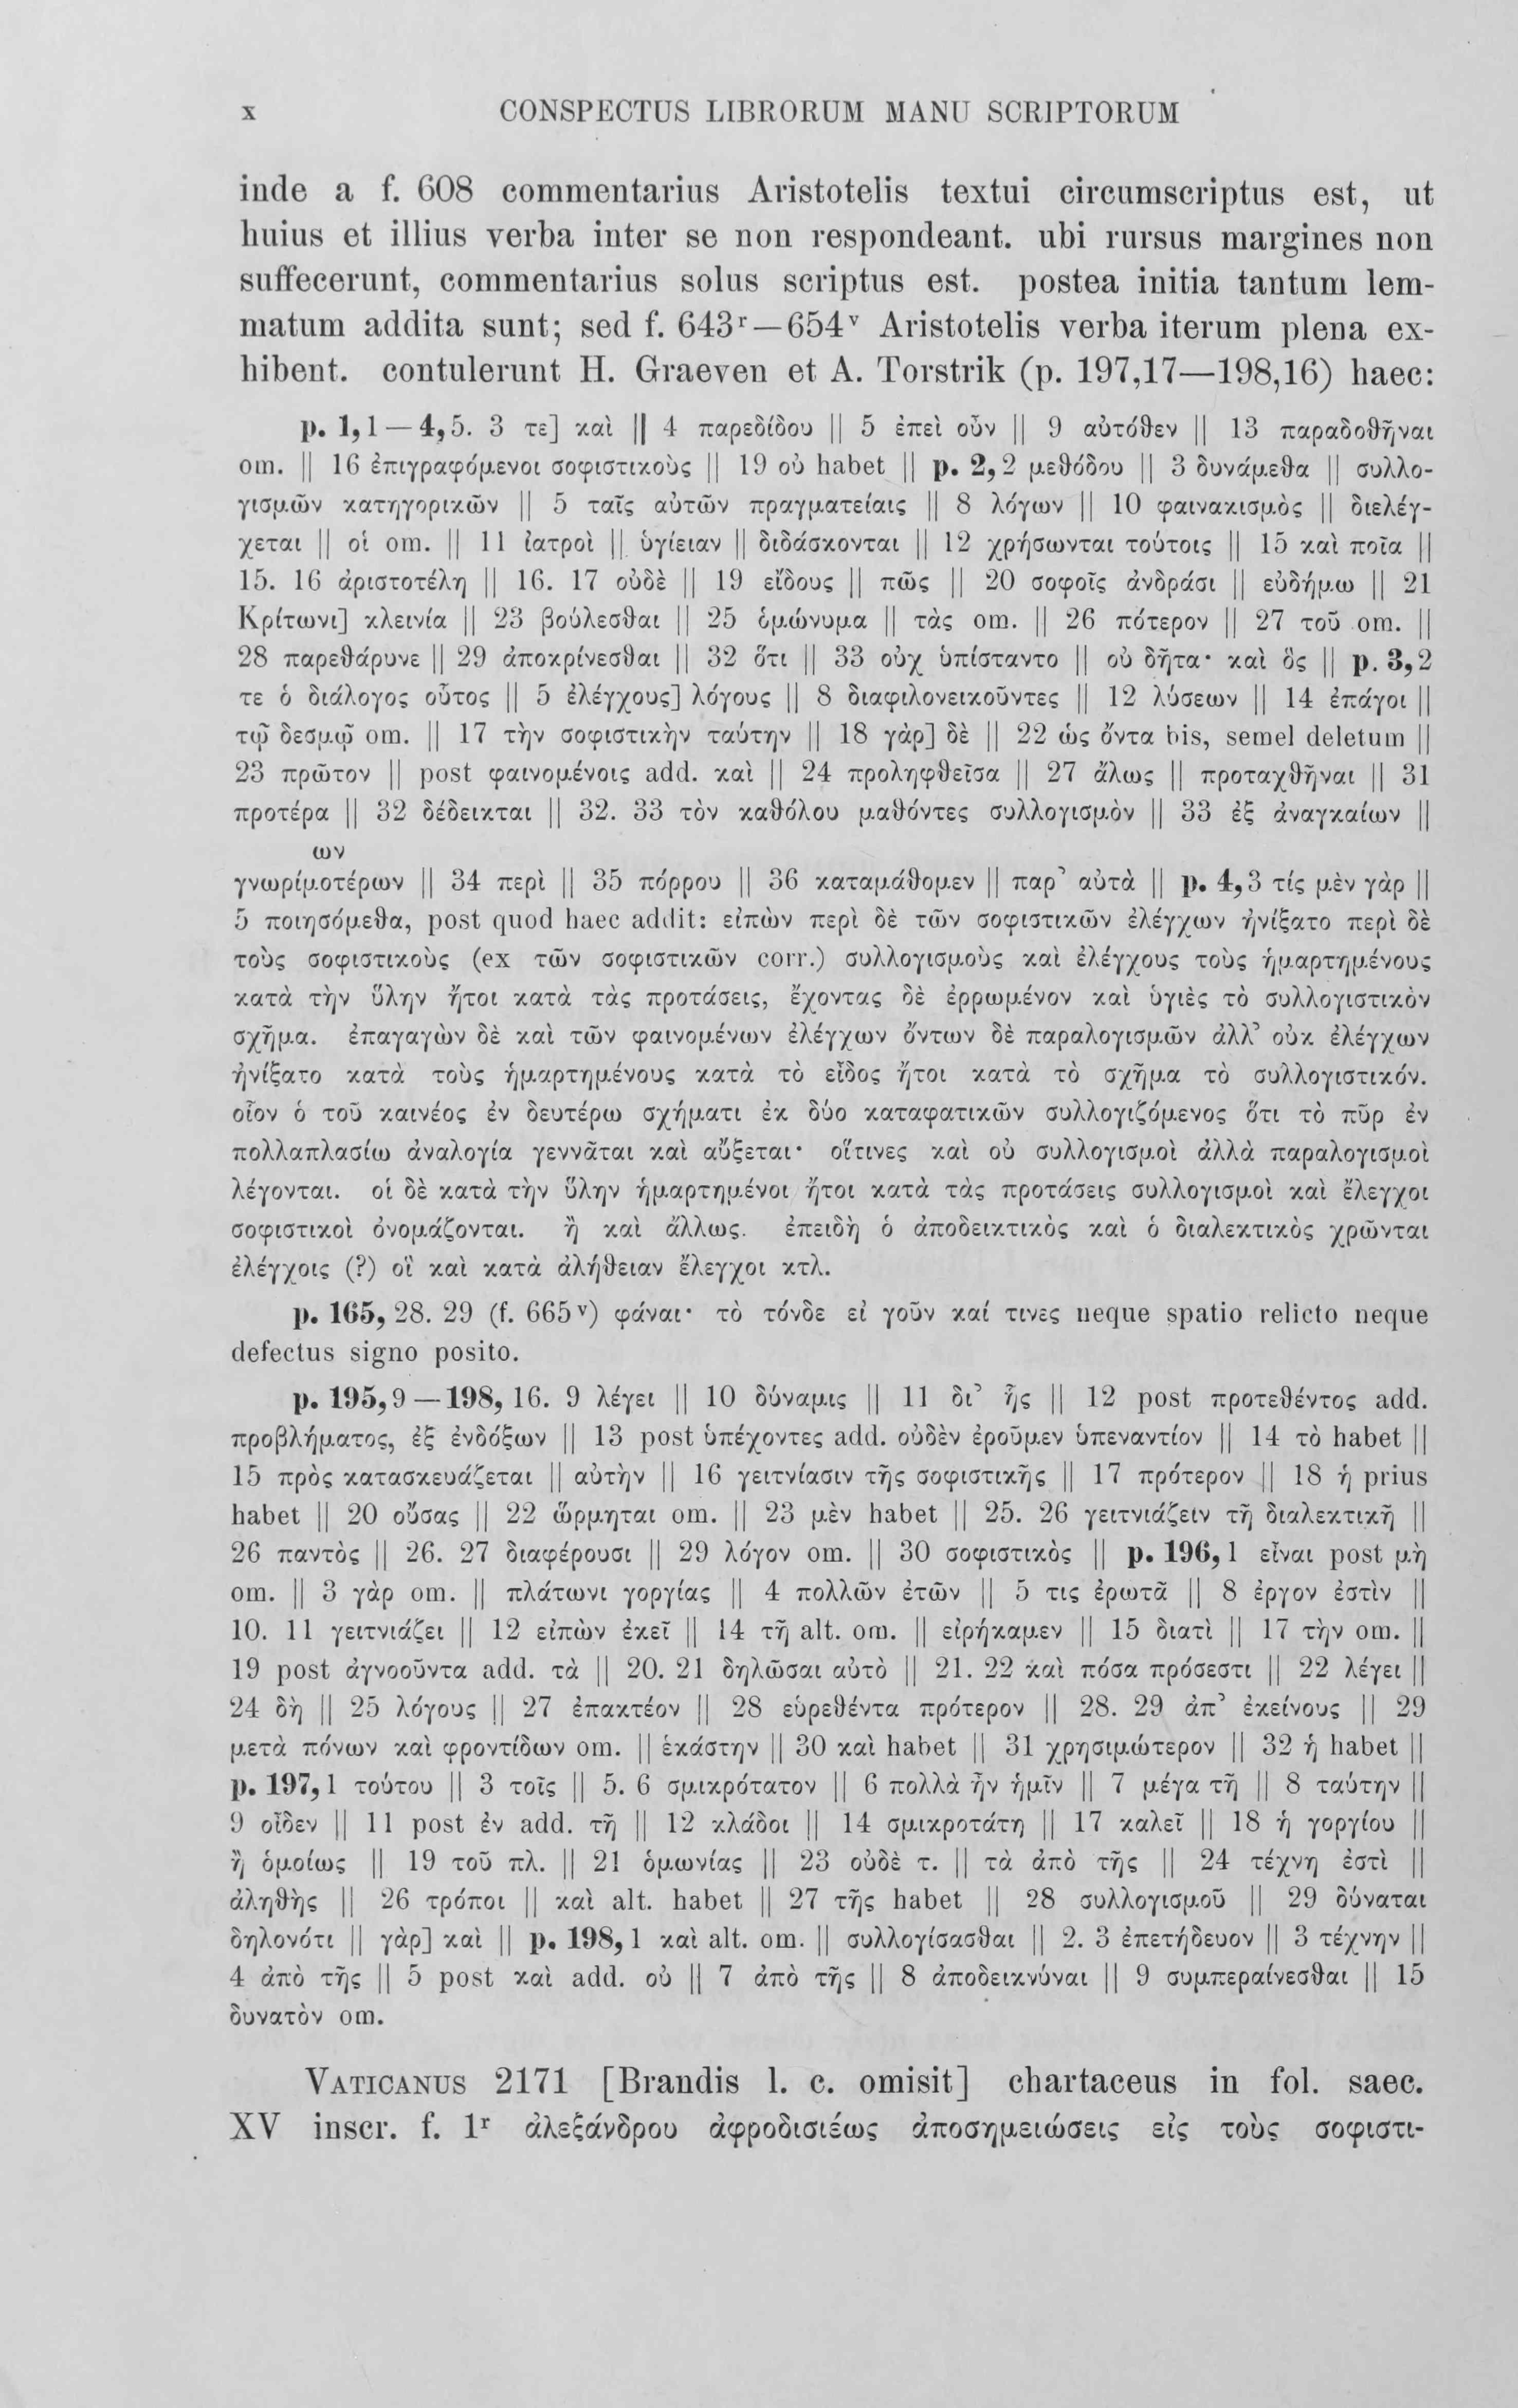 x CONSPECTUS LIBRORUM MANU SCRIPTORUM
inde a f. 608 commentarius Aristotelis textui circumscriptus est, ut
huius et illius verba inter se non respondeant. ubi rursus margines non
suffecerunt, commentarius solus scriptus est. postea initia tantum lem-
matum addita sunt; sed f. 643ʳ—654ᵛ Aristotelis verba iterum plena ex-
hibent. contulerunt H. Graeven et A. Torstrik (p. 197,17—198,16) haec:
p. 1,1—4,5. 3 τε] καὶ || 4 παρεδίδου || 5 ἐπεὶ οὖν || 9 αὐτόθεν || 13 παραδοθῆναι
om. || 16 ἐπιγραφόμενοι σοφιστικοὺς || 19 οὐ habet || p. 2,2 μεθόδου || 3 δυνάμεθα || συλλο-
γισμῶν κατηγορικῶν || 5 ταῖς αὐτῶν πραγματείαις || 8 λόγων || 10 φαινακισμὸς || διελέγ-
χεται || οἱ om. || 11 ἰατροὶ || ὑγίειαν || διδάσκονται || 12 χρήσωνται τούτοις || 15 καὶ ποῖα ||
15. 16 ἀριστοτέλη || 16. 17 οὐδὲ || 19 εἴδους || πῶς || 20 σοφοῖς ἀνδράσι || εὐδήμω || 21
Κρίτωνι] κλεινία || 23 βούλεσθαι || 25 ὁμώνυμα || τὰς om. || 26 πότερον || 27 τοῦ om. ||
28 παρεθάρυνε || 29 ἀποκρίνεσθαι || 32 ὅτι || 33 οὐχ ὑπίσταντο || οὐ δῆτα· καὶ ὃς || p. 3,2
τε ὁ διάλογος οὗτος || 5 ἐλέγχους] λόγους || 8 διαφιλονεικοῦντες || 12 λύσεων || 14 ἐπάγοι ||
τῷ δεσμῷ om. || 17 τὴν σοφιστικὴν ταύτην || 18 γὰρ] δὲ || 22 ὡς ὄντα bis, semel deletum ||
23 πρῶτον || post φαινομένοις add. καὶ || 24 προληφθεῖσα || 27 ἄλως || προταχθῆναι || 31
προτέρα || 32 δέδεικται || 32. 33 τὸν καθόλου μαθόντες συλλογισμὸν || 33 ἐξ ἀναγκαίων ||
ων
γνωρίμοτέρων || 34 περὶ || 35 πόρρου || 36 καταμάθομεν || παρ᾽ αὐτὰ || p. 4,3 τίς μὲν γὰρ ||
5 ποιησόμεθα, post quod haec addit: εἰπὼν περὶ δὲ τῶν σοφιστικῶν ἐλέγχων ἠνίξατο περὶ δὲ
τοὺς σοφιστικοὺς (ex τῶν σοφιστικῶν corr.) συλλογισμοὺς καὶ ἐλέγχους τοὺς ἡμαρτημένους
κατὰ τὴν ὕλην ἤτοι κατὰ τὰς προτάσεις, ἔχοντας δὲ ἐρρωμένον καὶ ὑγιὲς τὸ συλλογιστικὸν
σχῆμα. ἐπαγαγὼν δὲ καὶ τῶν φαινομένων ἐλέγχων ὄντων δὲ παραλογισμῶν ἀλλ᾽ οὐκ ἐλέγχων
ἠνίξατο κατὰ τοὺς ἡμαρτημένους κατὰ τὸ εἶδος ἤτοι κατὰ τὸ σχῆμα τὸ συλλογιστικόν.
οἷον ὁ τοῦ καινέος ἐν δευτέρω σχήματι ἐκ δύο καταφατικῶν συλλογιζόμενος ὅτι τὸ πῦρ ἐν
πολλαπλασίω ἀναλογία γεννᾶται καὶ αὔξεται· οἵτινες καὶ οὐ συλλογισμοὶ ἀλλὰ παραλογισμοὶ
λέγονται. οἱ δὲ κατὰ τὴν ὕλην ἡμαρτημένοι ἤτοι κατὰ τὰς προτάσεις συλλογισμοὶ καὶ ἔλεγχοι
σοφιστικοὶ ὀνομάζονται. ἢ καὶ ἄλλως. ἐπειδὴ ὁ ἀποδεικτικὸς καὶ ὁ διαλεκτικὸς χρῶνται
ἐλέγχοις (?) οἳ καὶ κατὰ ἀλήθειαν ἔλεγχοι κτλ.
p. 165, 28. 29 (f. 665ᵛ) φάναι· τὸ τόνδε εἰ γοῦν καί τινες neque spatio relicto neque
defectus signo posito.
p. 195,9—198, 16. 9 λέγει || 10 δύναμις || 11 δι᾽ ἧς || 12 post προτεθέντος add.
προβλήματος, ἐξ ἐνδόξων || 13 post ὑπέχοντες add. οὐδὲν ἐροῦμεν ὑπεναντίον || 14 τὸ habet ||
15 πρὸς κατασκευάζεται || αὐτὴν || 16 γειτνίασιν τῆς σοφιστικῆς || 17 πρότερον || 18 ἡ prius
habet || 20 οὔσας || 22 ὥρμηται om. || 23 μὲν habet || 25. 26 γειτνιάζειν τῆ διαλεκτικῆ ||
26 παντὸς || 26. 27 διαφέρουσι || 29 λόγον om. || 30 σοφιστικὸς || p. 196,1 εἶναι post μὴ
om. || 3 γὰρ om. || πλάτωνι γοργίας || 4 πολλῶν ἐτῶν || 5 τις ἐρωτᾶ || 8 ἔργον ἐστὶν ||
10. 11 γειτνιάζει || 12 εἰπὼν ἐκεῖ || 14 τῆ alt. om. || εἰρήκαμεν || 15 διατὶ || 17 τὴν om. ||
19 post ἀγνοοῦντα add. τὰ || 20. 21 δηλῶσαι αὐτὸ || 21. 22 καὶ πόσα πρόσεστι || 22 λέγει ||
24 δὴ || 25 λόγους || 27 ἐπακτέον || 28 εὑρεθέντα πρότερον || 28. 29 ἀπ᾽ ἐκείνους || 29
μετὰ πόνων καὶ φροντίδων om. || ἑκάστην || 30 καὶ habet || 31 χρησιμώτερον || 32 ἡ habet ||
p. 197,1 τούτου || 3 τοῖς || 5. 6 σμικρότατον || 6 πολλὰ ἦν ἡμῖν || 7 μέγα τῆ || 8 ταύτην ||
9 οἶδεν || 11 post ἐν add. τῆ || 12 κλάδοι || 14 σμικροτάτη || 17 καλεῖ || 18 ἡ γοργίου ||
ἢ ὁμοίως || 19 τοῦ πλ. || 21 ὁμωνίας || 23 οὐδὲ τ. || τὰ ἀπὸ τῆς || 24 τέχνη ἐστὶ ||
ἀληθὴς || 26 τρόποι || καὶ alt. habet || 27 τῆς habet || 28 συλλογισμοῦ || 29 δύναται
δηλονότι || γὰρ] καὶ || p. 198,1 καὶ alt. om. || συλλογίσασθαι || 2. 3 ἐπετήδευον || 3 τέχνην ||
4 ἀπὸ τῆς || 5 post καὶ add. οὐ || 7 ἀπὸ τῆς || 8 ἀποδεικνύναι || 9 συμπεραίνεσθαι || 15
δυνατὸν om.
VATICANUS 2171 [Brandis l. c. omisit] chartaceus in fol. saec.
XV inscr. f. 1ʳ ἀλεξάνδρου ἀφροδισιέως ἀποσημειώσεις εἰς τοὺς σοφιστι-